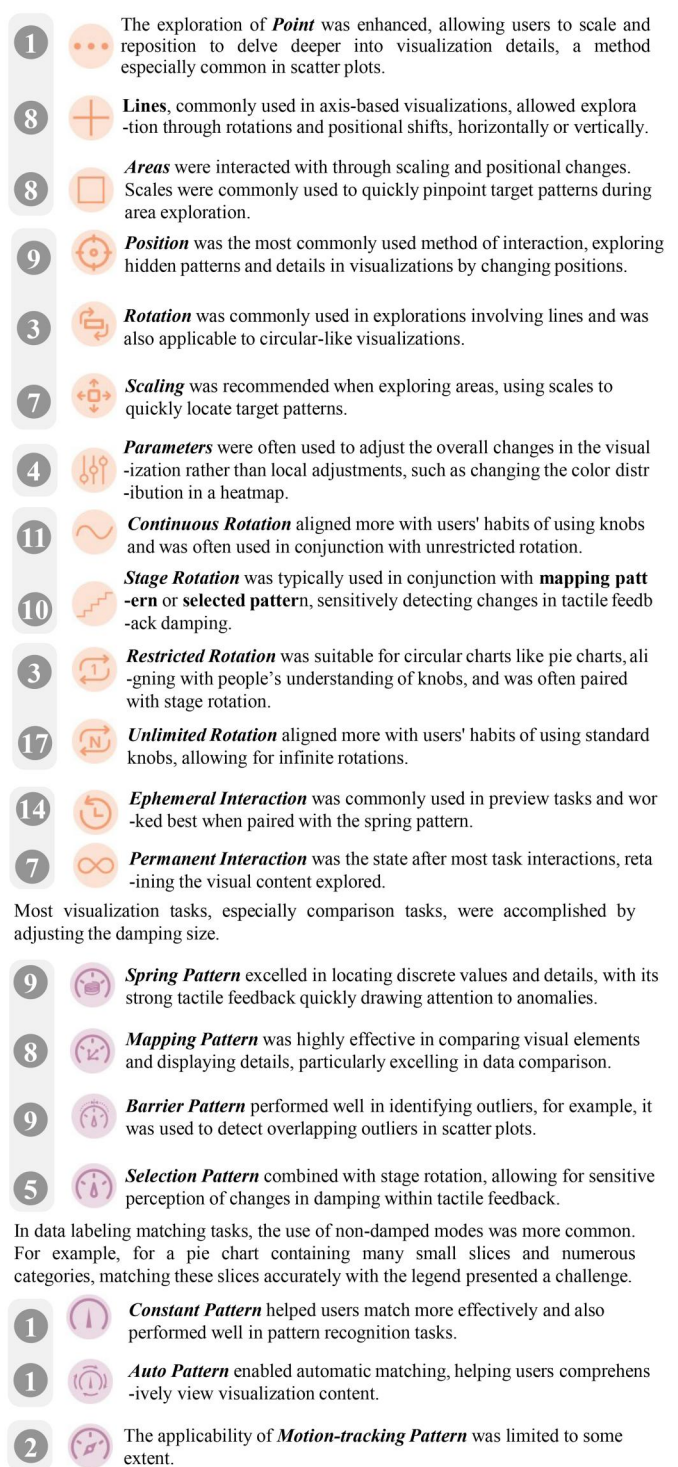 The exploration of Point was enhanced, allowing users to scale and
1
reposition to delve deeper into visualization details, a method
especially common in scatter plots.
Lines, commonly used in axis-based visualizations, allowed explora
8
-tion through rotations and positional shifts, horizontally or vertically.
Areas were interacted with through scaling and positional changes.
8
Scales were commonly used to quickly pinpoint target patterns during
area exploration.
Position was the most commonly used method of interaction, exploring
9
hidden patterns and details in visualizations by changing positions.
Rotation was commonly used in explorations involving lines and was
3
also applicable to circular-like visualizations.
Scaling was recommended when exploring areas, using scales to
7
quickly locate target patterns.
Parameters were often used to adjust the overall changes in the visual
4
-ization rather than local adjustments, such as changing the color distr
-ibution in a heatmap.
Continuous Rotation aligned more with users' habits of using knobs
11
and was often used in conjunction with unrestricted rotation.
Stage Rotation was typically used in conjunction with mapping patt
10
-ern or selected pattern, sensitively detecting changes in tactile feedb
-ack damping.
Restricted Rotation was suitable for circular charts like pie charts, ali
3
1
-gning with people’s understanding of knobs, and was often paired
with stage rotation.
Unlimited Rotation aligned more with users' habits of using standard
17
N
knobs, allowing for infinite rotations.
Ephemeral Interaction was commonly used in preview tasks and wor
14
-ked best when paired with the spring pattern.
Permanent Interaction was the state after most task interactions, reta
7
-ining the visual content explored.
Most visualization tasks, especially comparison tasks, were accomplished by
adjusting the damping size.
Spring Pattern excelled in locating discrete values and details, with its
9
strong tactile feedback quickly drawing attention to anomalies.
Mapping Pattern was highly effective in comparing visual elements
8
and displaying details, particularly excelling in data comparison.
Barrier Pattern performed well in identifying outliers, for example, it
9
was used to detect overlapping outliers in scatter plots.
Selection Pattern combined with stage rotation, allowing for sensitive
5
perception of changes in damping within tactile feedback.
In data labeling matching tasks, the use of non-damped modes was more common.
For example, for a pie chart containing many small slices and numerous
categories, matching these slices accurately with the legend presented a challenge.
Constant Pattern helped users match more effectively and also
1
performed well in pattern recognition tasks.
Auto Pattern enabled automatic matching, helping users comprehens
1
-ively view visualization content.
The applicability of Motion-tracking Pattern was limited to some
2
extent.